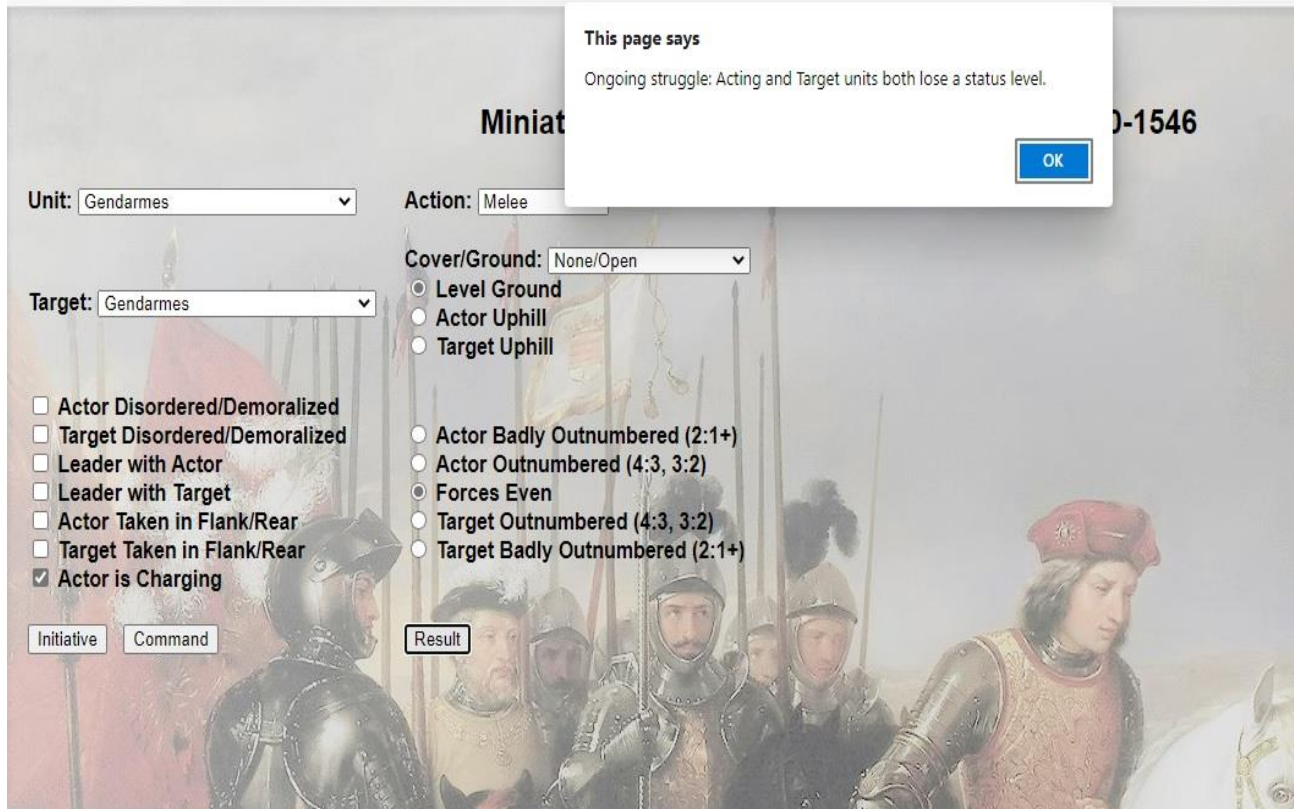 This page says
Ongoing struggle: Acting and Target units both lose a status level.
OK
Miniat
0-1546
Unit: Gendarmes
Action: Melee
Cover/Ground: None/Open
Level Ground
Target: Gendarmes
Actor Uphill
Target Uphill
Actor Disordered/Demoralized
Target Disordered/Demoralized
Actor Badly Outnumbered (2:1+)
Leader with Actor
Actor Outnumbered (4:3, 3:2)
Leader with Target
Forces Even
Actor Taken in Flank/Rear
Target Outnumbered (4:3, 3:2)
Target Taken in Flank/Rear
Target Badly Outnumbered (2:1+)
Actor is Charging
Initiative
Command
Result